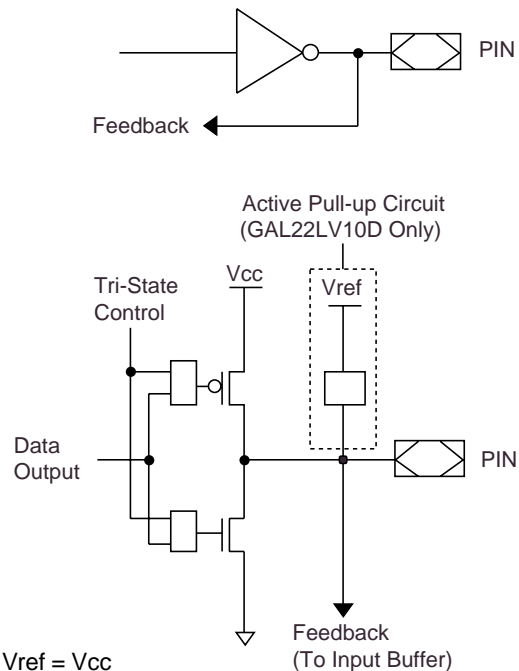 PIN
Feedback
Active Pull-up Circuit
(GAL22LV10D Only)
Vcc
Vref
Tri-State
Control
Data
Output
PIN
Feedback
(To Input Buffer)
Vref = Vcc